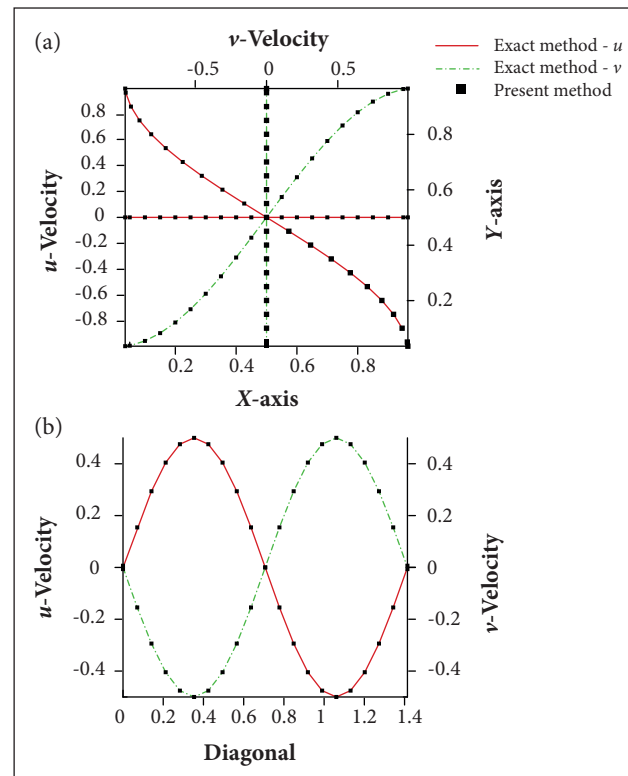 (a)
v-Velocity
-0.5 0 0.5
Exact method - u
Exact method - v
Present method
0.8
0.6
0.4
0.2
0
-0.2
-0.4
-0.6
-0.8
u-Velocity
0.8
0.6
0.4
0.2
Y-axis
0.2 0.4 0.6 0.8
X-axis
(b)
0.4
0.2
0
-0.2
-0.4
u-Velocity
0.4
0.2
0
-0.2
-0.4
v-Velocity
0 0.2 0.4 0.6 0.8 1 1.2 1.4
Diagonal